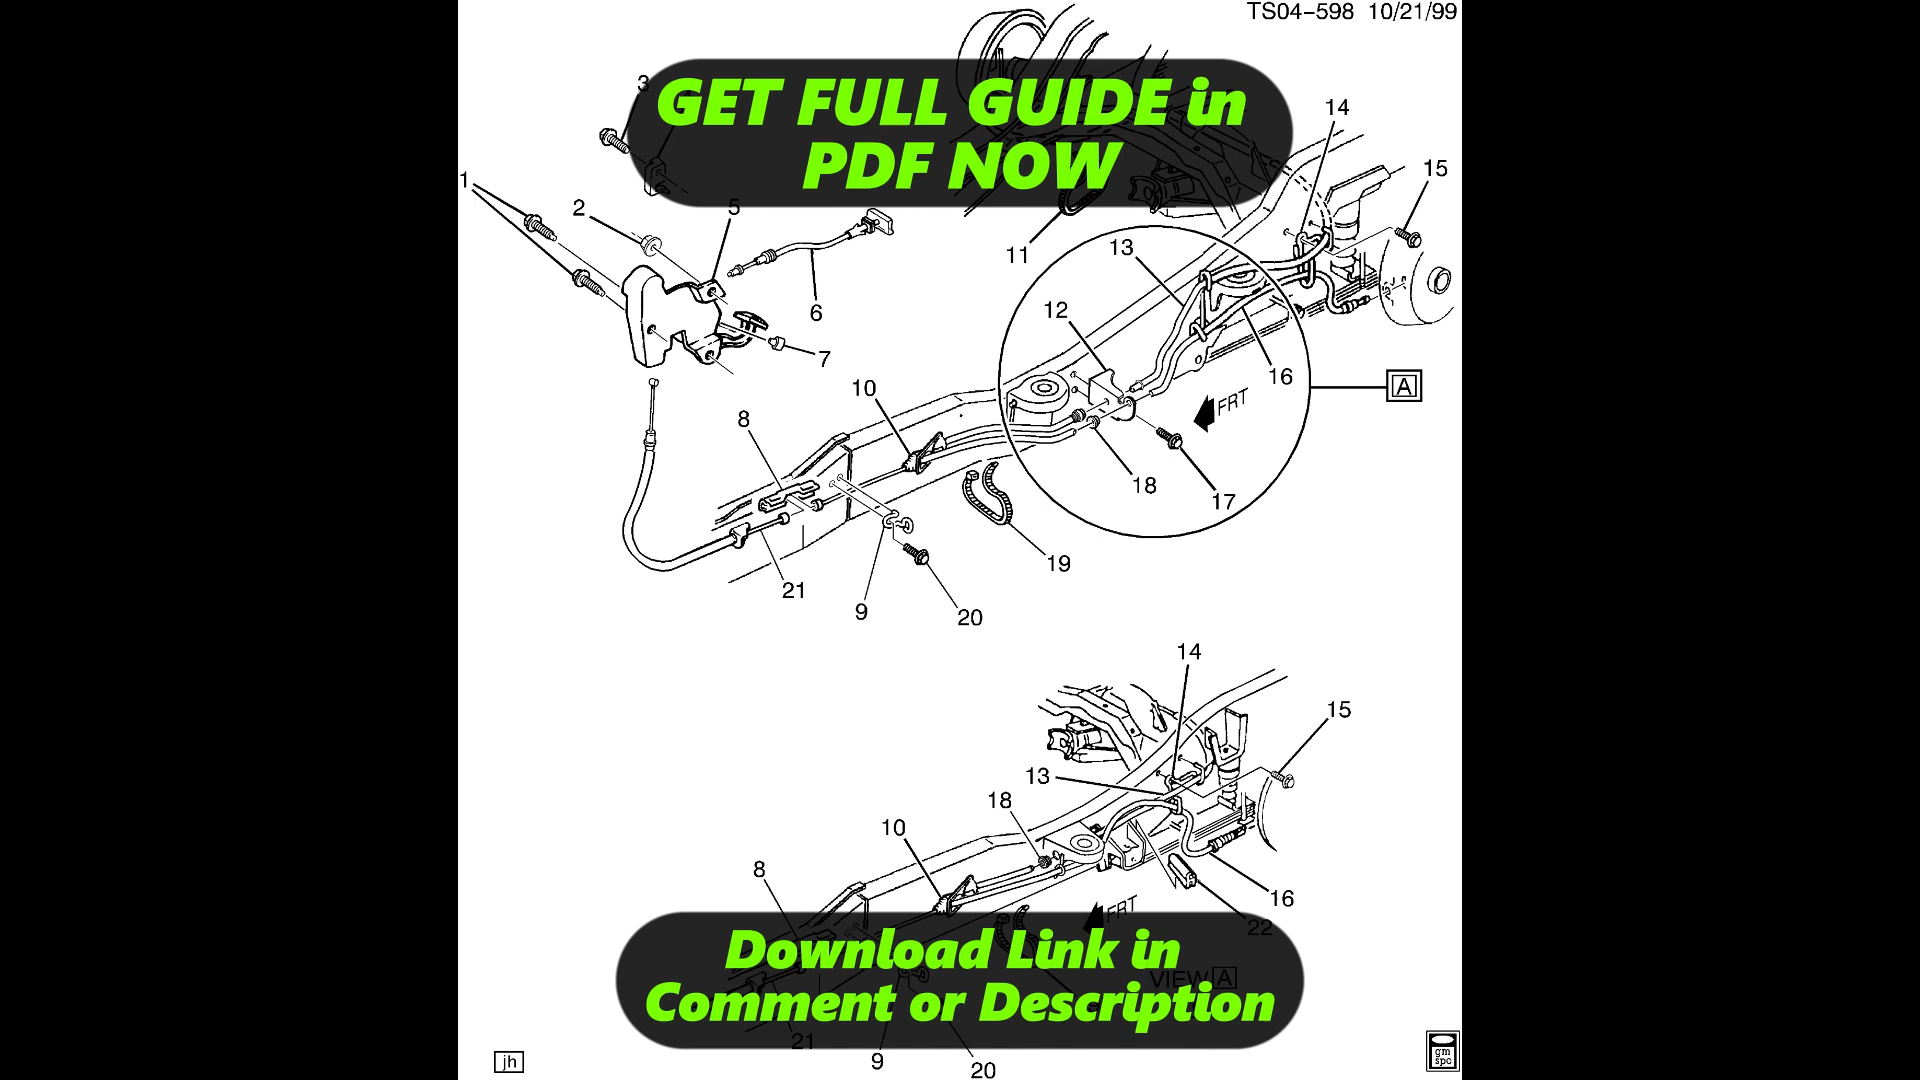 TS04-598 10/21/99
GET FULL GUIDE in
PDF NOW
3
14
15
1
2
5
11
13
6
12
7
16
A
10
FRT
8
18
17
19
21
9
20
14
15
13
18
10
8
16
FRT
22
Download Link in
VIEW A
Comment or Description
21
9
20
jh
gm
spo